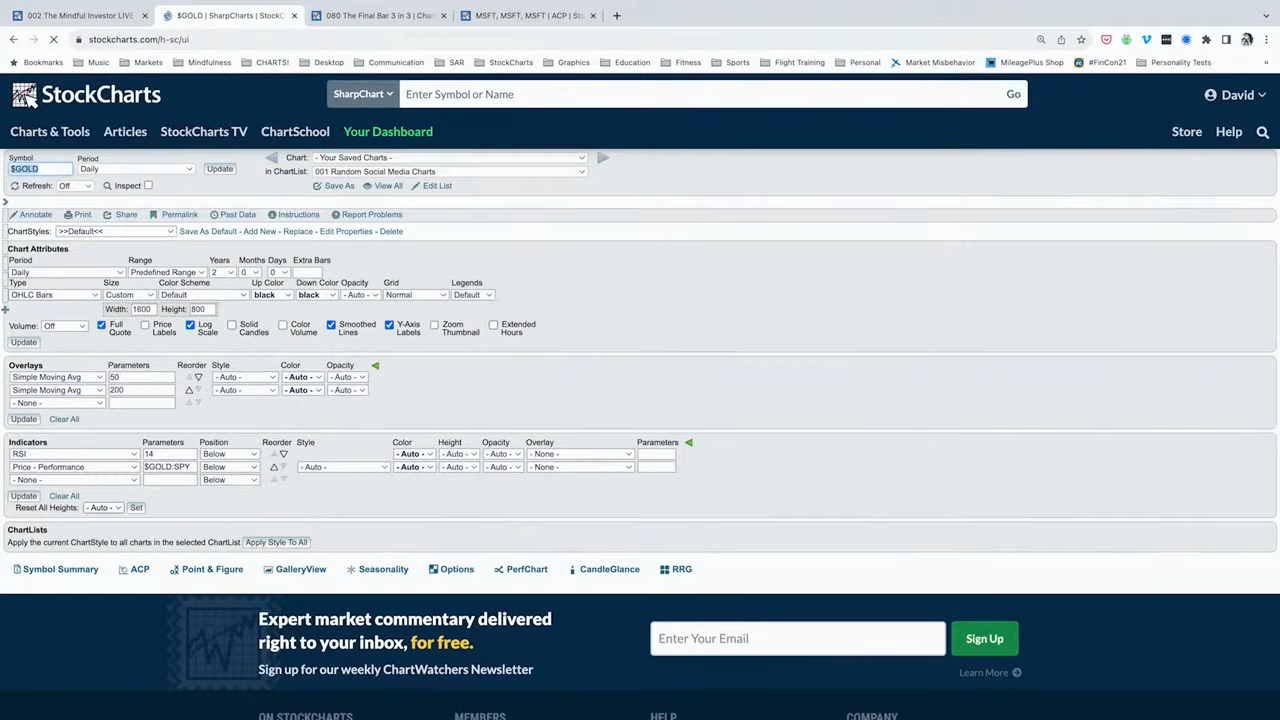 002 The Mindful Investor LIVE
$GOLD | SharpCharts | StockC
080 The Final Bar 3 in 3 | Char
MSFT, MSFT, MSFT | ACP | St
stockcharts.com/h-sc/ui
Bookmarks Music Markets Mindfulness CHARTS! Desktop Communication SAR StockCharts Graphics Education Fitness Sports Flight Training Personal Market Misbehavior MileagePlus Shop #FinCon21 Personality Tests »
StockCharts SharpChart Enter Symbol or Name Go David
Charts & Tools Articles StockCharts TV ChartSchool Your Dashboard Store Help
Symbol Period Chart: - Your Saved Charts -
$GOLD Daily Update in ChartList: 001 Random Social Media Charts
Refresh: Off Inspect Save As View All Edit List
Annotate Print Share Permalink Past Data Instructions Report Problems
ChartStyles: >>Default<< Save As Default - Add New - Replace - Edit Properties - Delete
Chart Attributes
Period Range Years Months Days Extra Bars
Daily Predefined Range 2 0 0
Type Size Color Scheme Up Color Down Color Opacity Grid Legends
OHLC Bars Custom Default black black - Auto - Normal Default
Width: 1600 Height: 800
Volume: Off Full Quote Price Labels Log Scale Solid Candles Color Volume Smoothed Lines Y-Axis Labels Zoom Thumbnail Extended Hours
Update
Overlays Parameters Reorder Style Color Opacity
Simple Moving Avg 50 - Auto - - Auto - - Auto -
Simple Moving Avg 200 - Auto - - Auto - - Auto -
- None -
Update Clear All
Indicators Parameters Position Reorder Style Color Height Opacity Overlay Parameters
RSI 14 Below - Auto - - Auto - - Auto - - None -
Price - Performance $GOLD:SPY Below - Auto - - Auto - - Auto - - Auto - - None -
- None - Below
Update Clear All
Reset All Heights: - Auto - Set
ChartLists
Apply the current ChartStyle to all charts in the selected ChartList Apply Style To All
Symbol Summary ACP Point & Figure GalleryView Seasonality Options PerfChart CandleGlance RRG
Expert market commentary delivered
right to your inbox, for free.
Sign up for our weekly ChartWatchers Newsletter
Enter Your Email Sign Up
Learn More
ON STOCKCHARTS MEMBERS HELP COMPANY